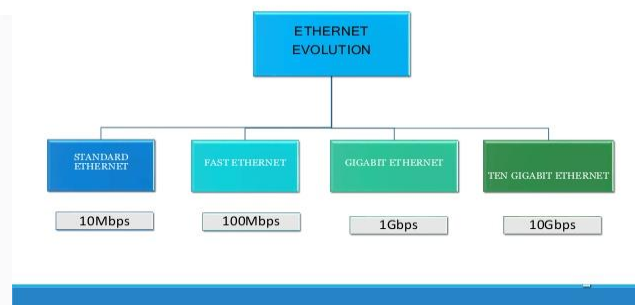 ETHERNET
EVOLUTION
STANDARD
ETHERNET
FAST ETHERNET
GIGABIT ETHERNET
TEN GIGABIT ETHERNET
10Mbps
100Mbps
1Gbps
10Gbps